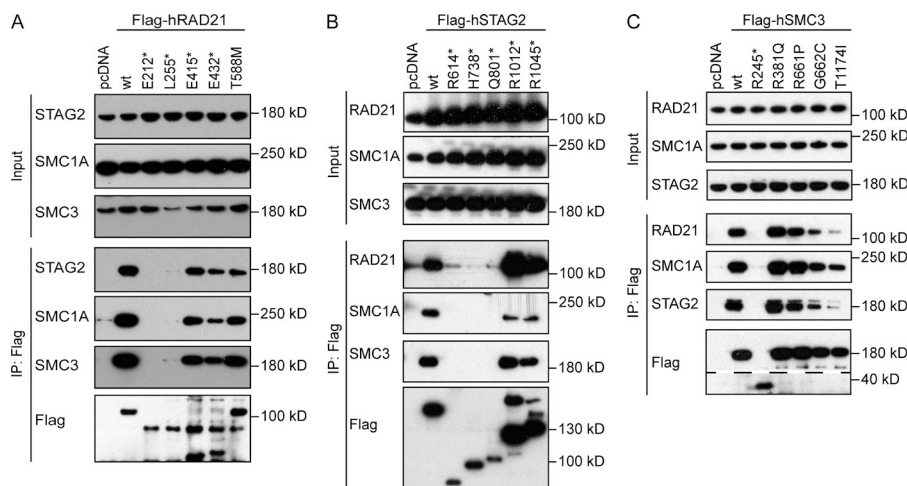 A
Flag-hRAD21
pcDNA
wt
E212*
L255*
E415*
E432*
T588M
Input
STAG2
180 kD
SMC1A
250 kD
SMC3
180 kD
IP: Flag
STAG2
180 kD
SMC1A
250 kD
SMC3
180 kD
Flag
100 kD
B
Flag-hSTAG2
pcDNA
wt
R614*
H738*
Q801*
R1012*
R1045*
Input
RAD21
100 kD
SMC1A
250 kD
SMC3
180 kD
IP: Flag
RAD21
100 kD
SMC1A
250 kD
SMC3
180 kD
Flag
130 kD
100 kD
C
Flag-hSMC3
pcDNA
wt
R245*
R381Q
R661P
G662C
T1174I
Input
RAD21
100 kD
SMC1A
250 kD
STAG2
180 kD
IP: Flag
RAD21
100 kD
SMC1A
250 kD
STAG2
180 kD
Flag
180 kD
40 kD